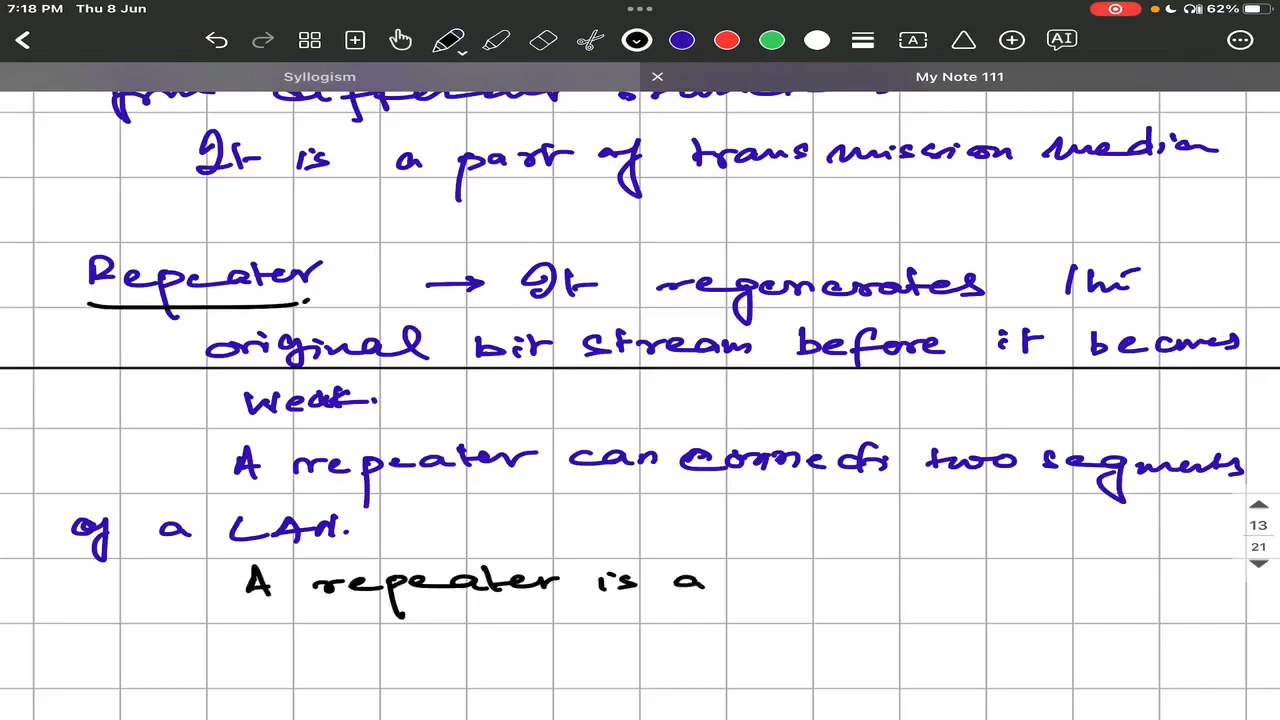 7:18 PM Thu 8 Jun
62%
A
AI
Syllogism
My Note 111
It is a part of transmission media
Repeater → It regenerates the
original bit stream before it becomes
weak.
A repeater can connects two segments
of a LAN.
A repeater is a
13
21